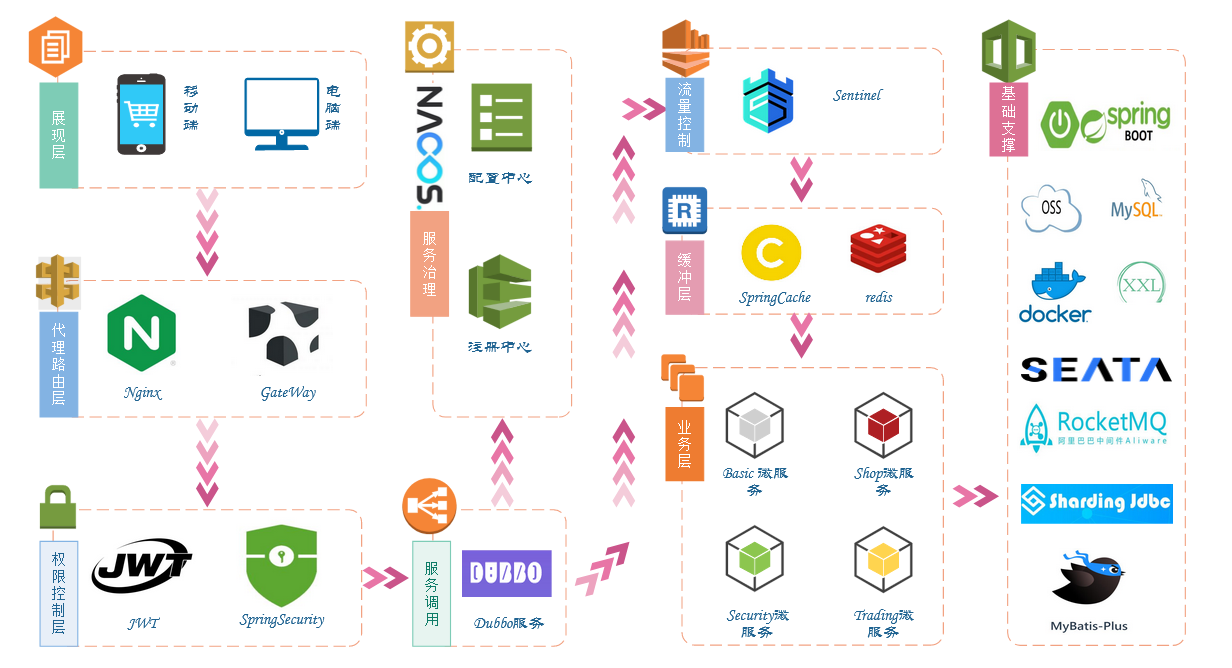 展现层
移动端
电脑端
代理路由层
Nginx
GateWay
权限控制层
JWT
JWT
SpringSecurity
NACOS.
服务治理
配置中心
注册中心
服务调用
DUBBO
Dubbo服务
流量控制
Sentinel
R
缓冲层
C
SpringCache
redis
业务层
Basic 微服
务
Shop微服
务
Security微
服务
Trading微
服务
基础支撑
spring
BOOT
OSS
MySQL
docker
XXL
SEATA
RocketMQ
阿里巴巴中间件Aliware
Sharding Jdbc
MyBatis-Plus